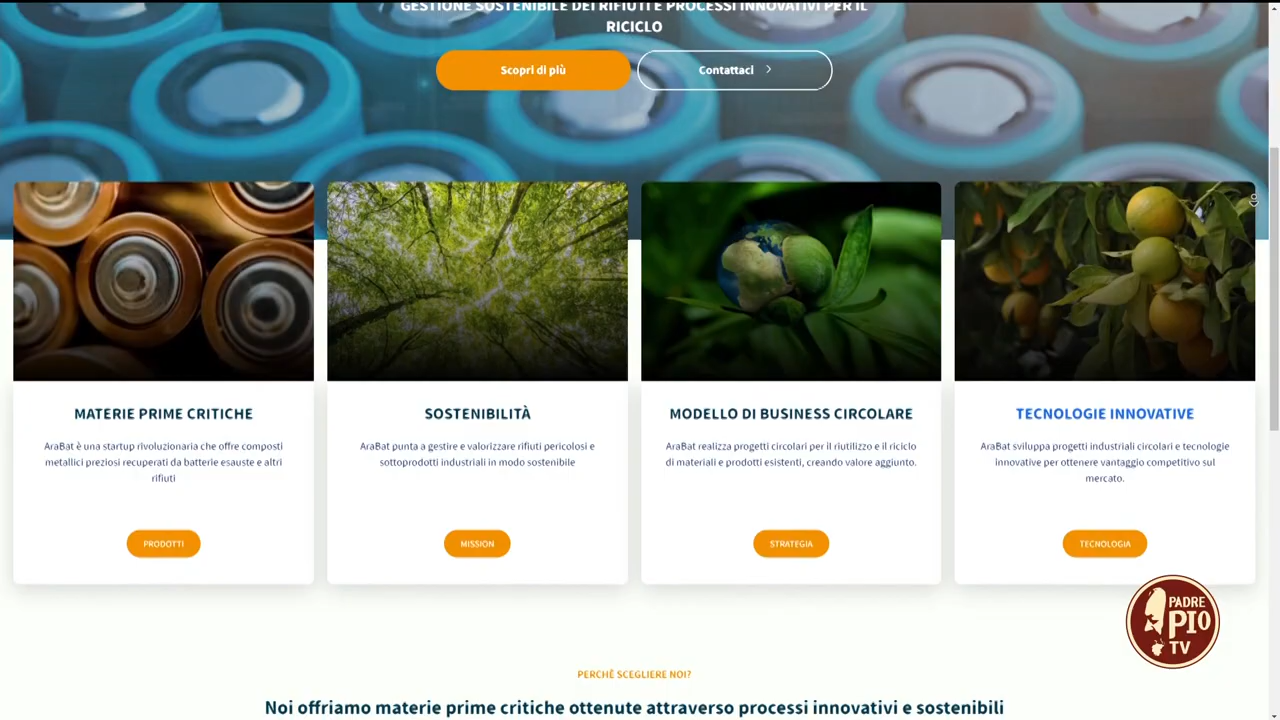 GESTIONE SOSTENIBILE DEI RIFIUTI E PROCESSI INNOVATIVI PER IL
RICICLO
Scopri di più
Contattaci
MATERIE PRIME CRITICHE
AraBat è una startup rivoluzionaria che offre composti
metallici preziosi recuperati da batterie esauste e altri
rifiuti
PRODOTTI
SOSTENIBILITÀ
AraBat punta a gestire e valorizzare rifiuti pericolosi e
sottoprodotti industriali in modo sostenibile
MISSION
MODELLO DI BUSINESS CIRCOLARE
AraBat realizza progetti circolari per il riutilizzo e il riciclo
di materiali e prodotti esistenti, creando valore aggiunto.
STRATEGIA
TECNOLOGIE INNOVATIVE
AraBat sviluppa progetti industriali circolari e tecnologie
innovative per ottenere vantaggio competitivo sul
mercato.
TECNOLOGIA
PADRE
PIO
TV
PERCHÈ SCEGLIERE NOI?
Noi offriamo materie prime critiche ottenute attraverso processi innovativi e sostenibili